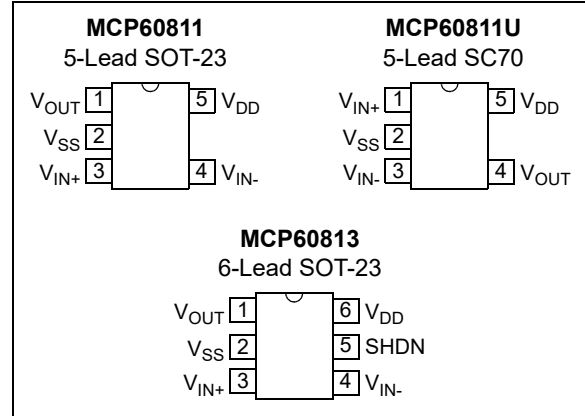 MCP60811
5-Lead SOT-23
VOUT 1
5 VDD
VSS 2
VIN+ 3
4 VIN-
MCP60811U
5-Lead SC70
VIN+ 1
5 VDD
VSS 2
VIN- 3
4 VOUT
MCP60813
6-Lead SOT-23
VOUT 1
6 VDD
VSS 2
5 SHDN
VIN+ 3
4 VIN-